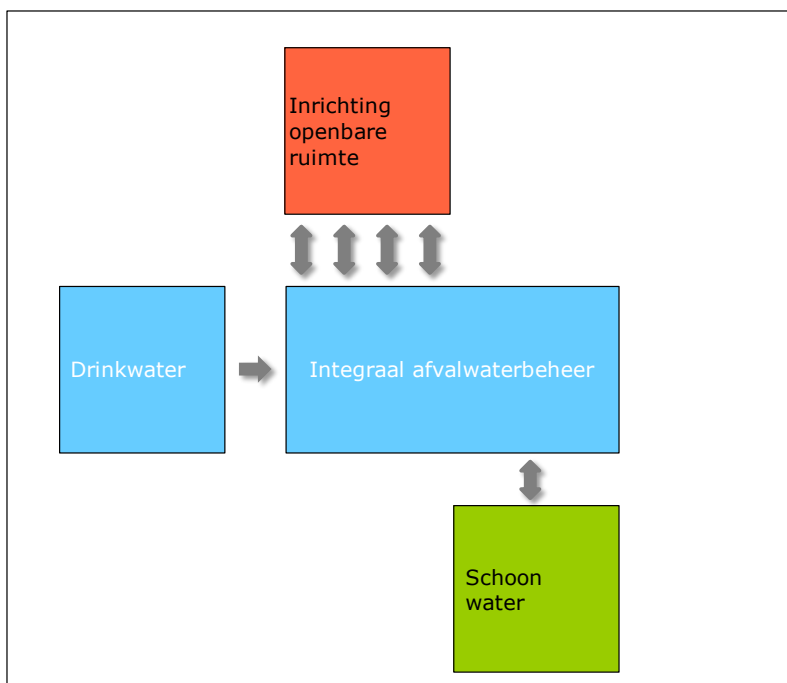 Inrichting
openbare
ruimte
Drinkwater
Integraal afvalwaterbeheer
Schoon
water